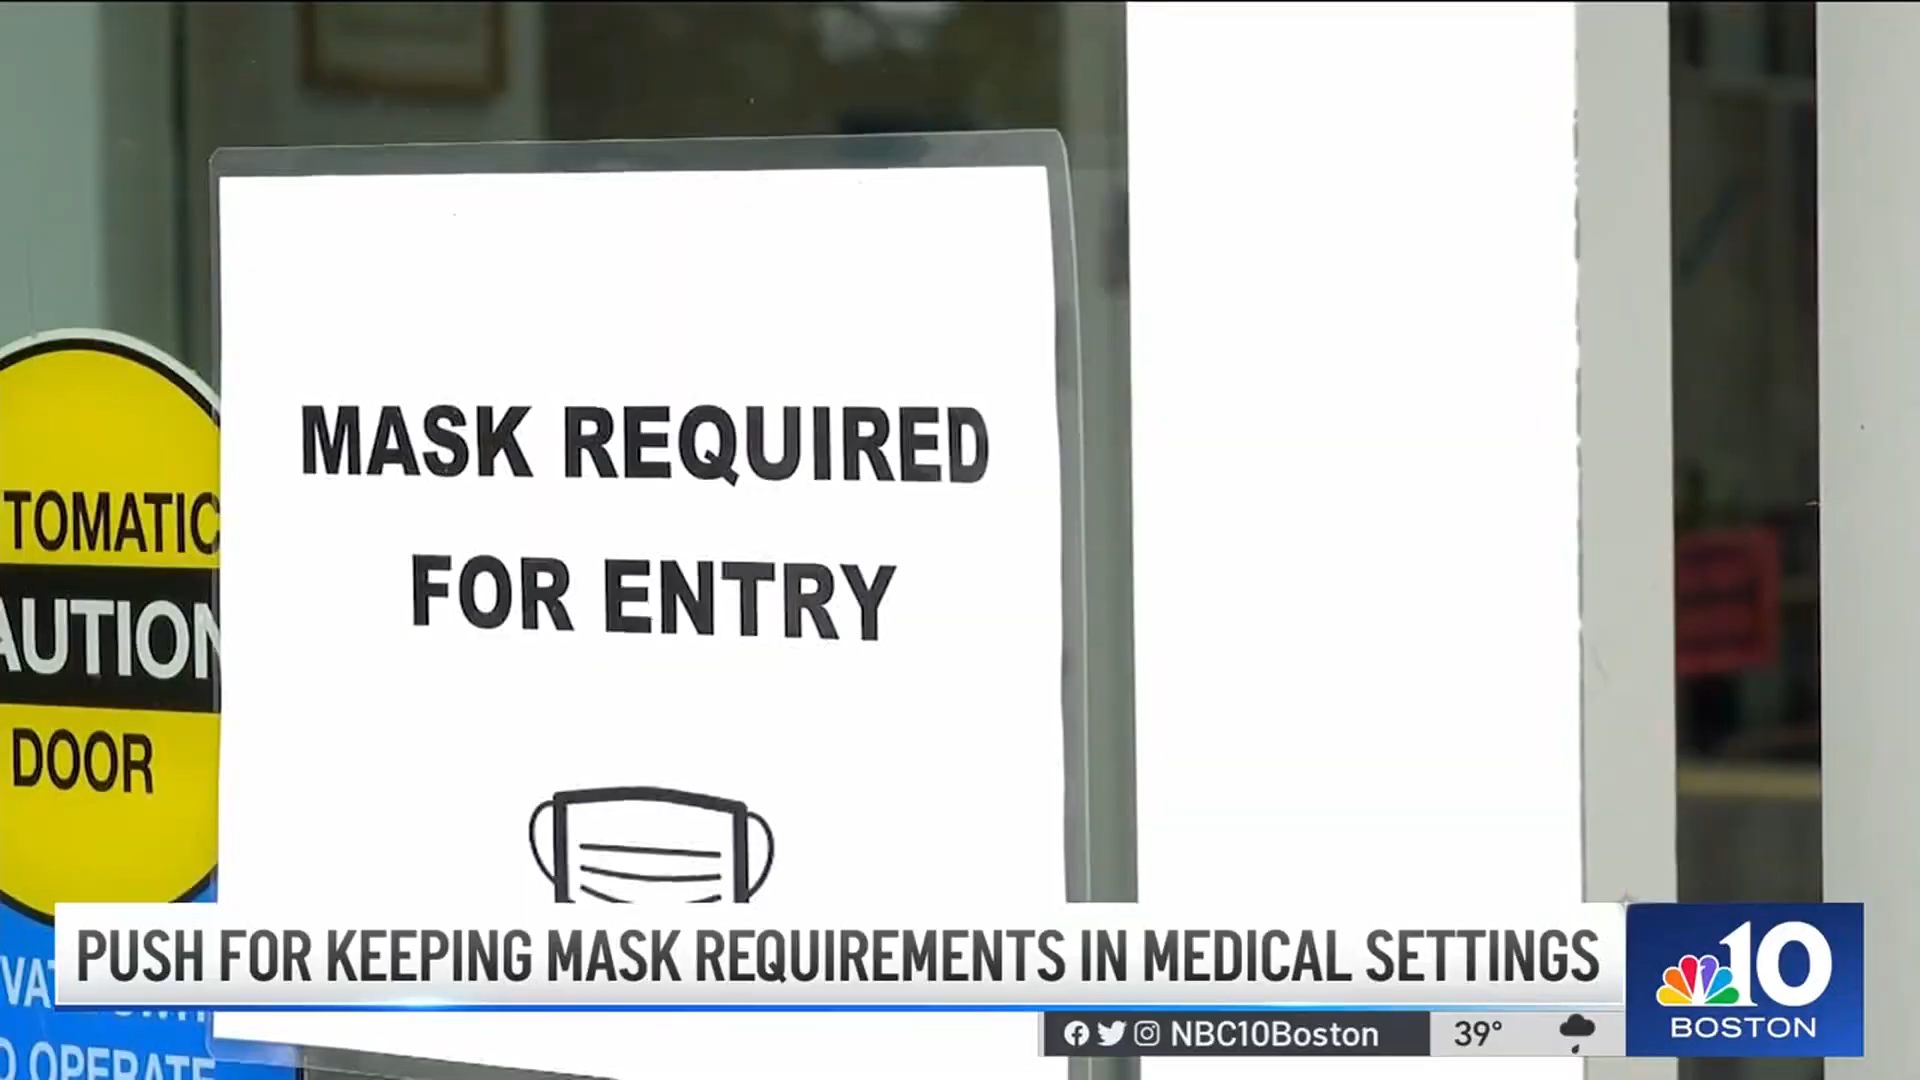 MASK REQUIRED
FOR ENTRY
TOMATIC
AUTION
DOOR
PUSH FOR KEEPING MASK REQUIREMENTS IN MEDICAL SETTINGS
10
BOSTON
NBC10Boston
39°
O OPERATE